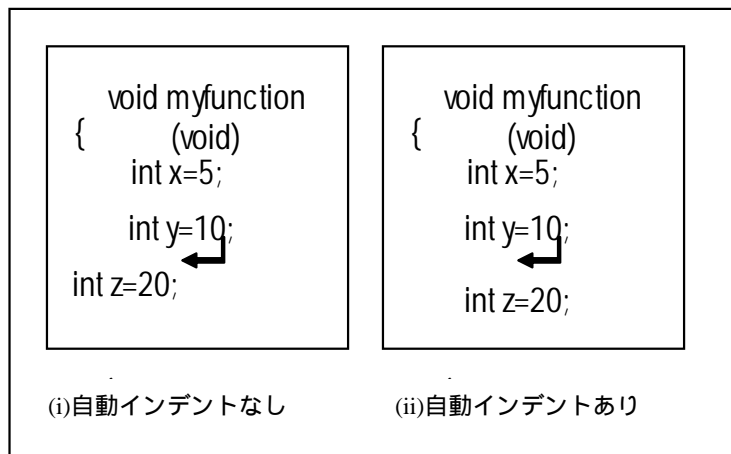 void myfunction
{ (void)
int x=5;
int y=10;
int z=20;
(i)自動インデントなし
void myfunction
{ (void)
int x=5;
int y=10;
int z=20;
(ii)自動インデントあり